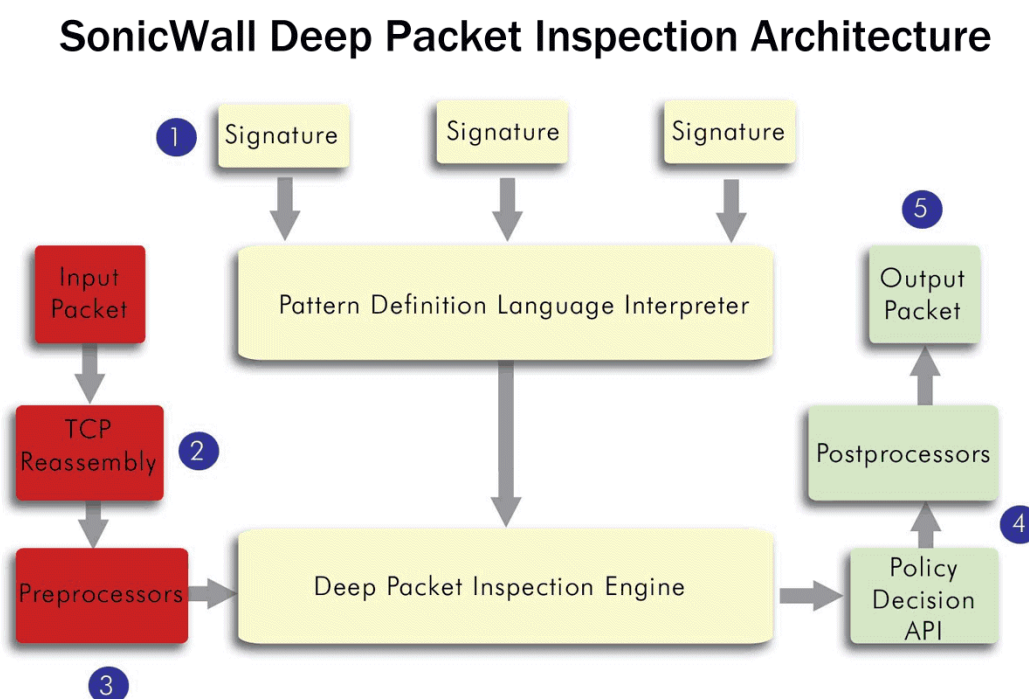 SonicWall Deep Packet Inspection Architecture
1
Signature
Signature
Signature
5
Input
Packet
Pattern Definition Language Interpreter
Output
Packet
TCP
Reassembly
2
Postprocessors
4
Preprocessors
Deep Packet Inspection Engine
Policy
Decision
API
3